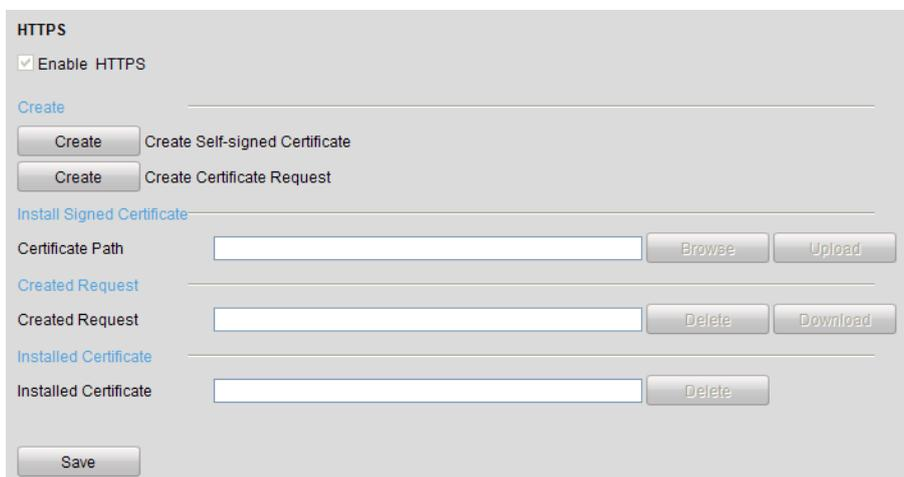 HTTPS
Enable HTTPS
Create
Create Create Self-signed Certificate
Create Create Certificate Request
Install Signed Certificate
Certificate Path Browse Upload
Created Request
Created Request Delete Download
Installed Certificate
Installed Certificate Delete
Save